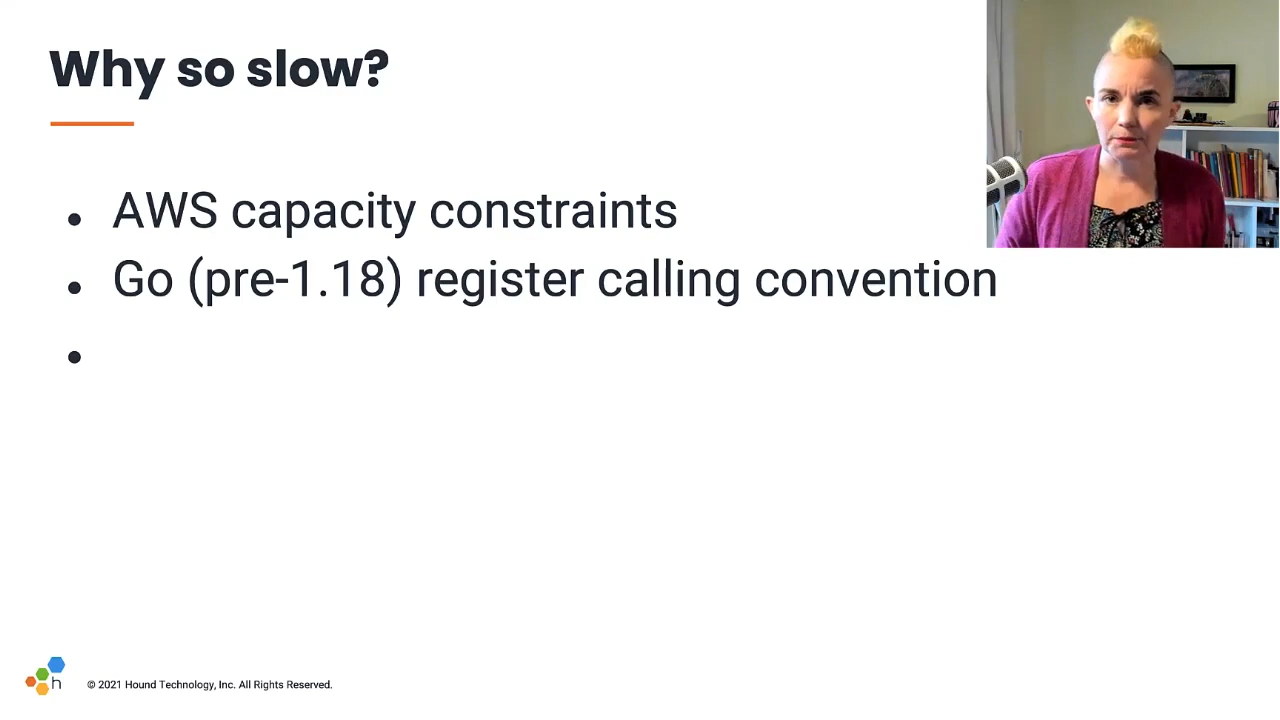 Why so slow?
AWS capacity constraints
Go (pre-1.18) register calling convention
h © 2021 Hound Technology, Inc. All Rights Reserved.